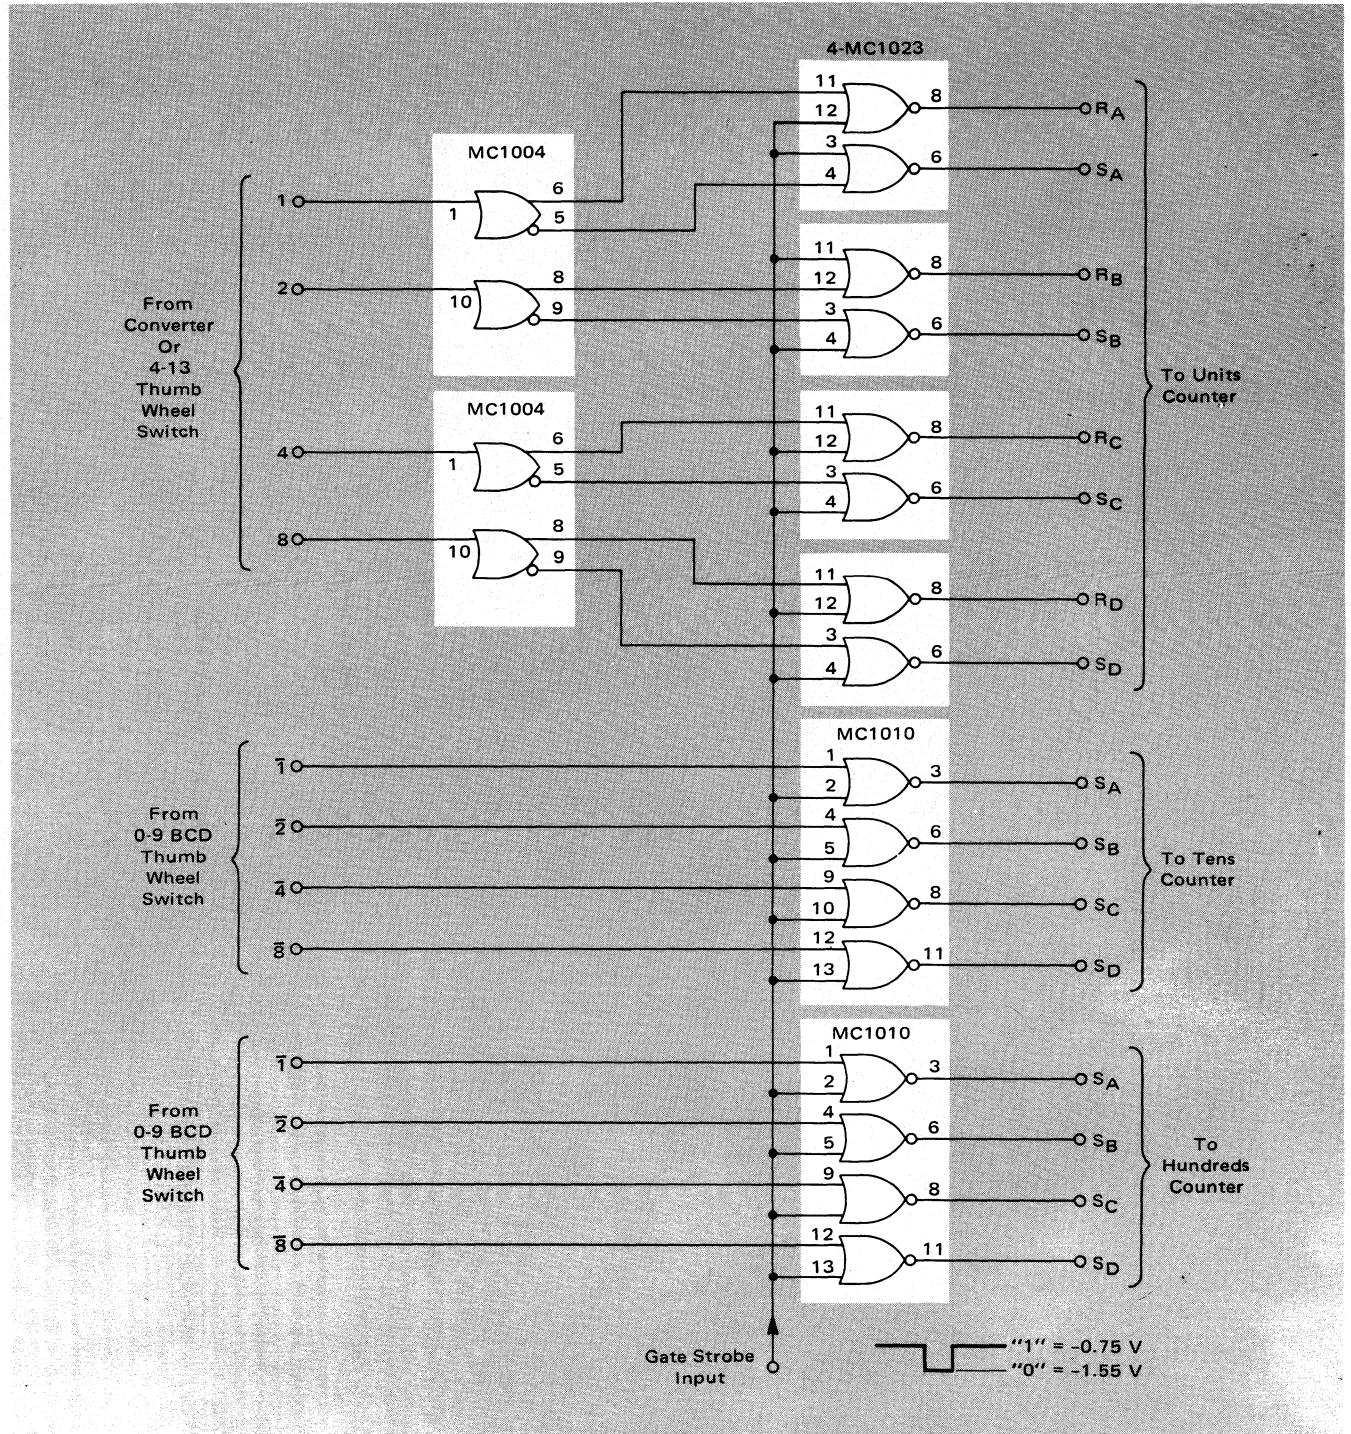 4-MC1023
11
12
8
RA
3
4
6
SA
MC1004
1
1
6
5
2
10
8
9
11
12
8
RB
3
4
6
SB
From
Converter
Or
4-13
Thumb
Wheel
Switch
MC1004
4
1
6
5
8
10
8
9
11
12
8
RC
3
4
6
SC
11
12
8
RD
3
4
6
SD
To Units
Counter
MC1010
From
0-9 BCD
Thumb
Wheel
Switch
1̅
1
2
3
SA
2̅
4
5
6
SB
4̅
9
10
8
SC
8̅
12
13
11
SD
To Tens
Counter
MC1010
From
0-9 BCD
Thumb
Wheel
Switch
1̅
1
2
3
SA
2̅
4
5
6
SB
4̅
9
8
SC
8̅
12
13
11
SD
To
Hundreds
Counter
Gate Strobe
Input
"1" = -0.75 V
"0" = -1.55 V